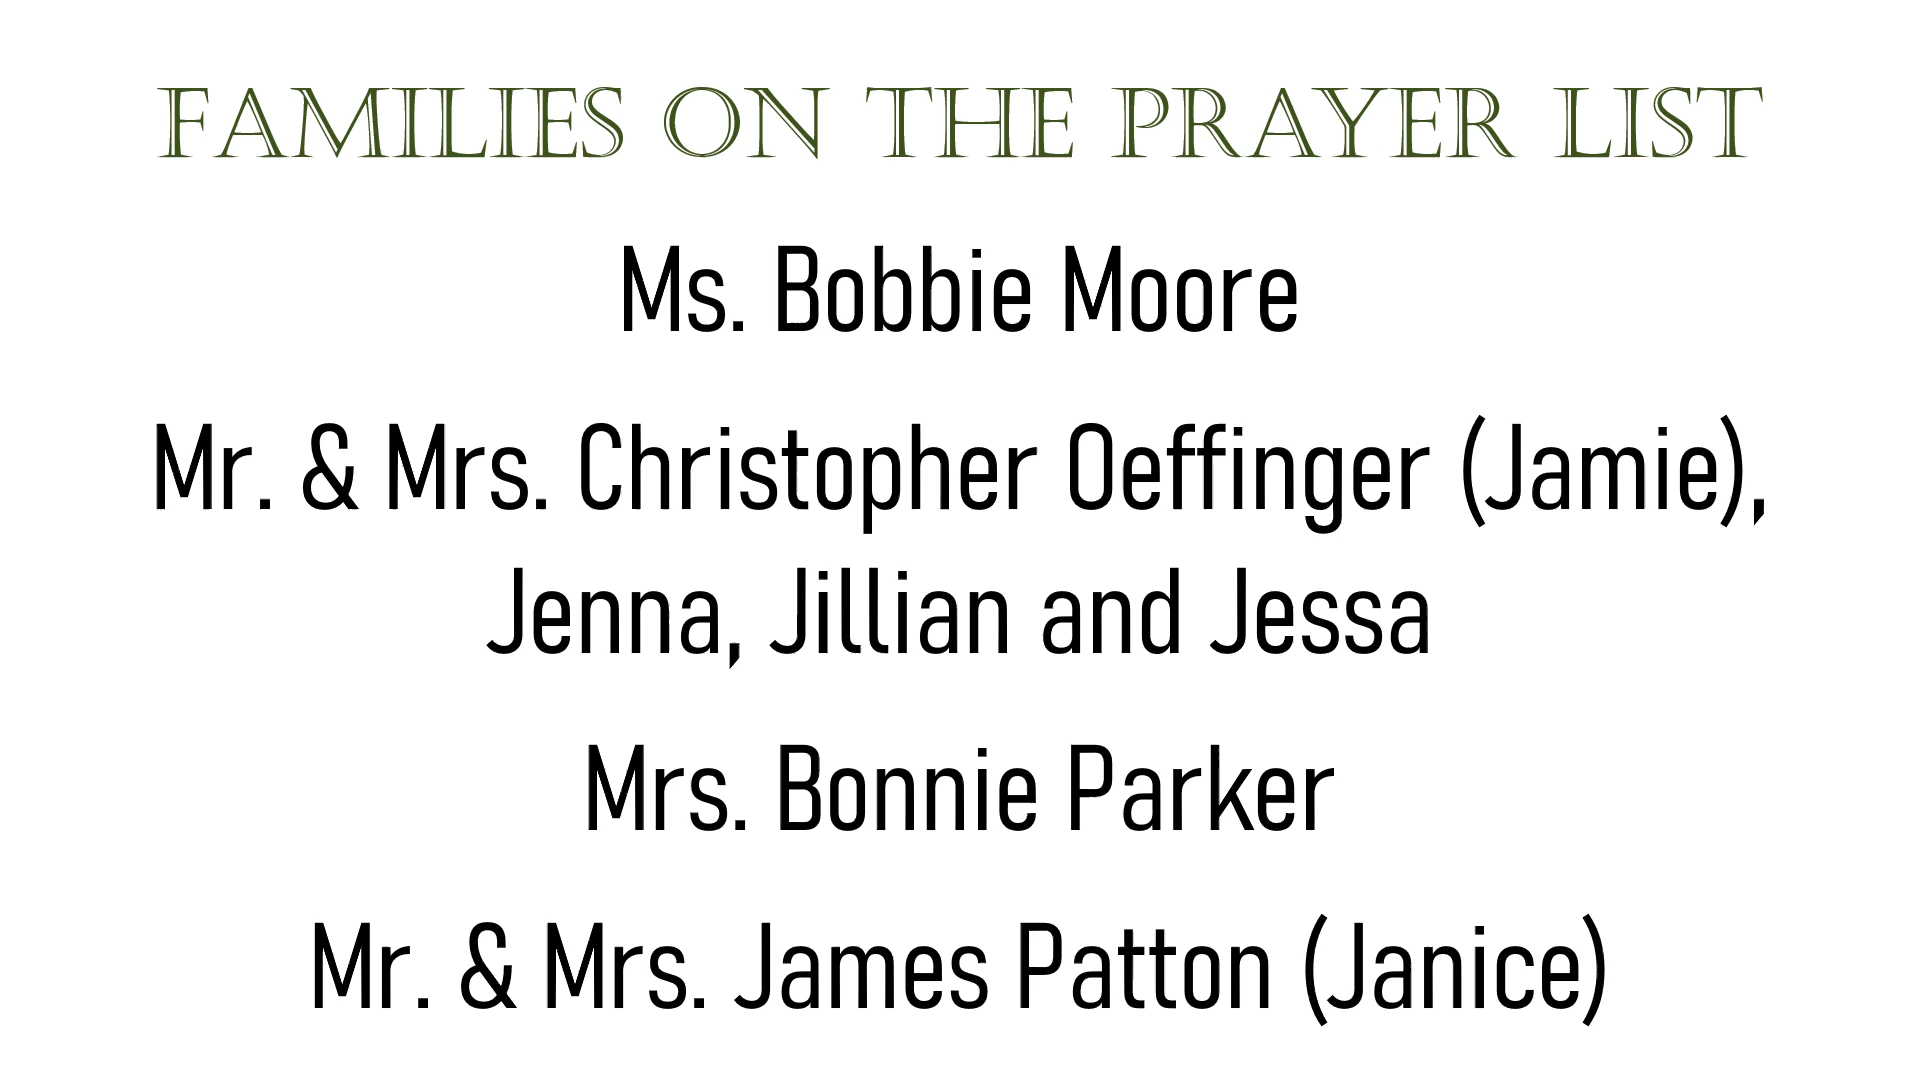 FAMILIES ON THE PRAYER LIST
Ms. Bobbie Moore
Mr. & Mrs. Christopher Oeffinger (Jamie),
Jenna, Jillian and Jessa
Mrs. Bonnie Parker
Mr. & Mrs. James Patton (Janice)